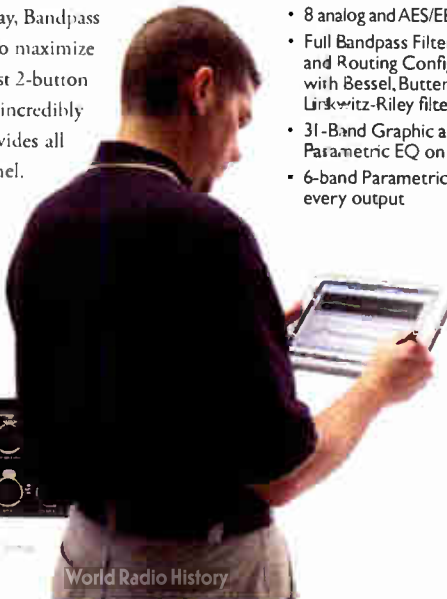 ay, Bandpass
o maximize
st 2-button
incredibly
vides all
nel.
• 8 analog and AES/EB
• Full Bandpass Filte
and Routing Config
with Bessel, Butter
Linkwitz-Riley filte
• 31-Band Graphic a
Parametric EQ on
• 6-band Parametric
every output
World Radio History